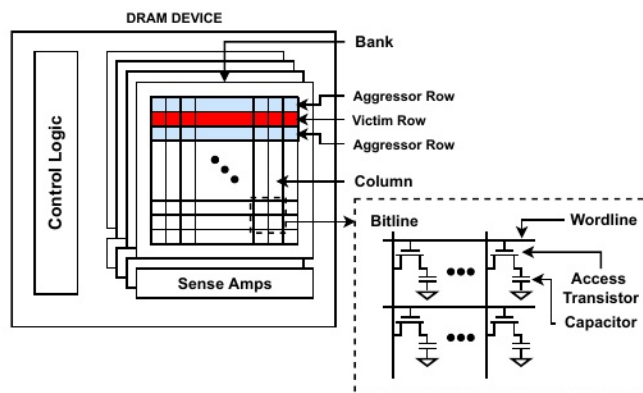 DRAM DEVICE
Bank
Control Logic
Aggressor Row
Victim Row
Aggressor Row
Column
Sense Amps
Bitline
Wordline
Access
Transistor
Capacitor